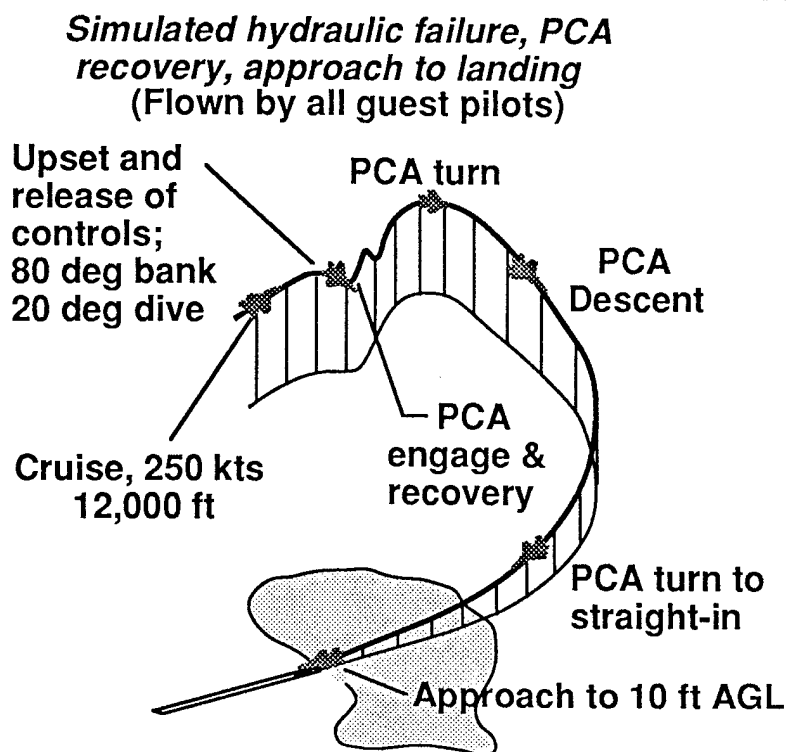 Simulated hydraulic failure, PCA
recovery, approach to landing
(Flown by all guest pilots)
Upset and
release of
controls;
80 deg bank
20 deg dive
PCA turn
PCA
Descent
PCA
engage &
recovery
Cruise, 250 kts
12,000 ft
PCA turn to
straight-in
Approach to 10 ft AGL